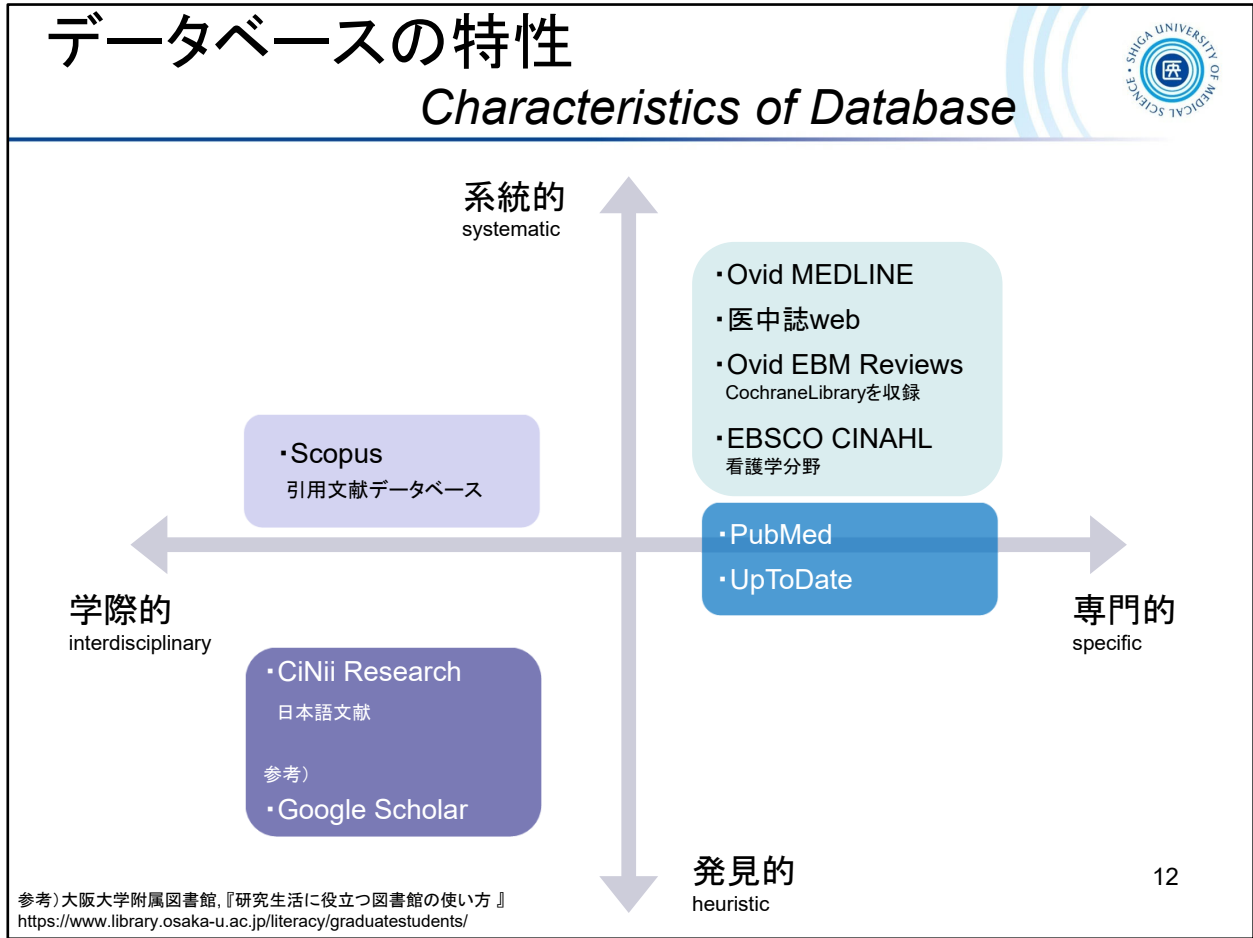 データベースの特性
Characteristics of Database
SHIGA UNIVERSITY OF MEDICAL SCIENCE
医
系統的
systematic
・Ovid MEDLINE
・医中誌web
・Ovid EBM Reviews
CochraneLibraryを収録
・EBSCO CINAHL
看護学分野
・Scopus
引用文献データベース
・PubMed
・UpToDate
学際的
interdisciplinary
専門的
specific
・CiNii Research
日本語文献
参考）
・Google Scholar
発見的
heuristic
12
参考）大阪大学附属図書館,『研究生活に役立つ図書館の使い方 』
https://www.library.osaka-u.ac.jp/literacy/graduatestudents/